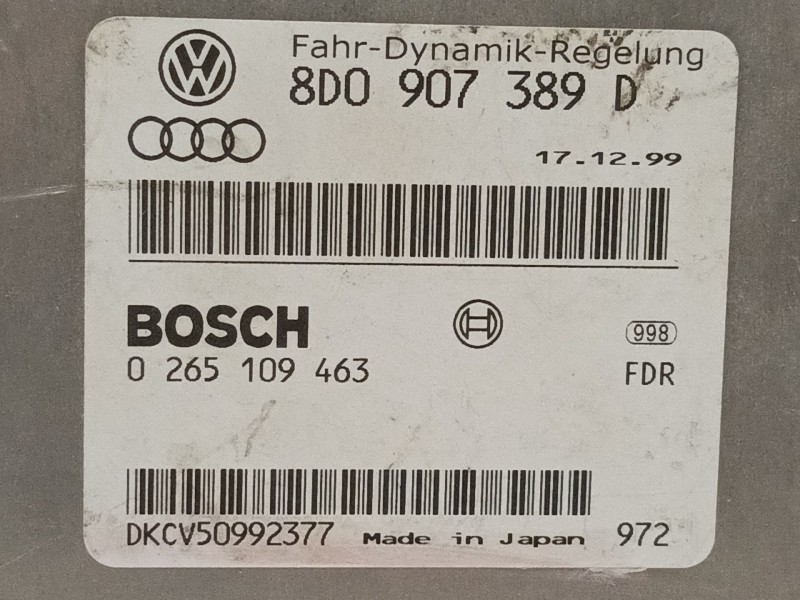 Fahr-Dynamik-Regelung
8D0 907 389 D
17.12.99
BOSCH
998
0 265 109 463
FDR
DKCV50992377 Made in Japan 972